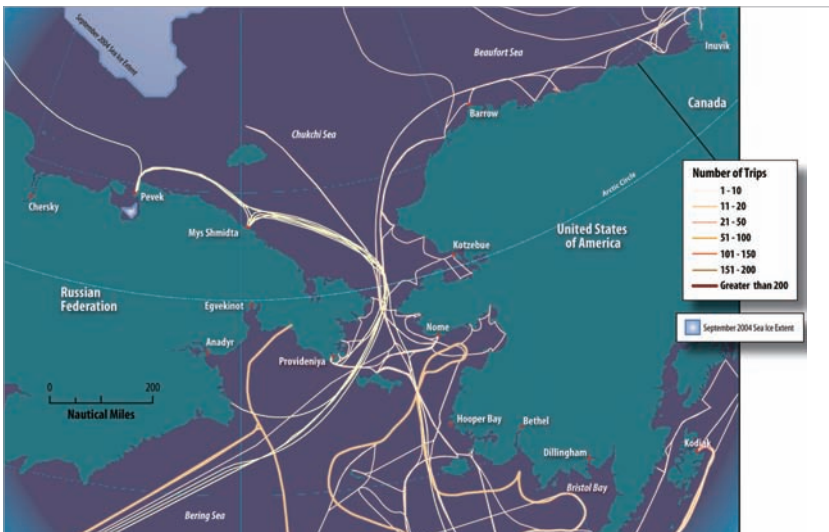 September 2004 Sea Ice Extent
Beaufort Sea
Inuvik
Canada
Barrow
Chukchi Sea
Arctic Circle
Chersky
Pevek
Mys Shmidta
Number of Trips
1 - 10
11 - 20
21 - 50
51 - 100
101 - 150
151 - 200
Greater than 200
United States
of America
Kotzebue
Russian
Federation
Egvekinot
September 2004 Sea Ice Extent
Nome
Anadyr
Provideniya
0
200
Nautical Miles
Hooper Bay
Bethel
Kodiak
Dillingham
Bristol Bay
Bering Sea